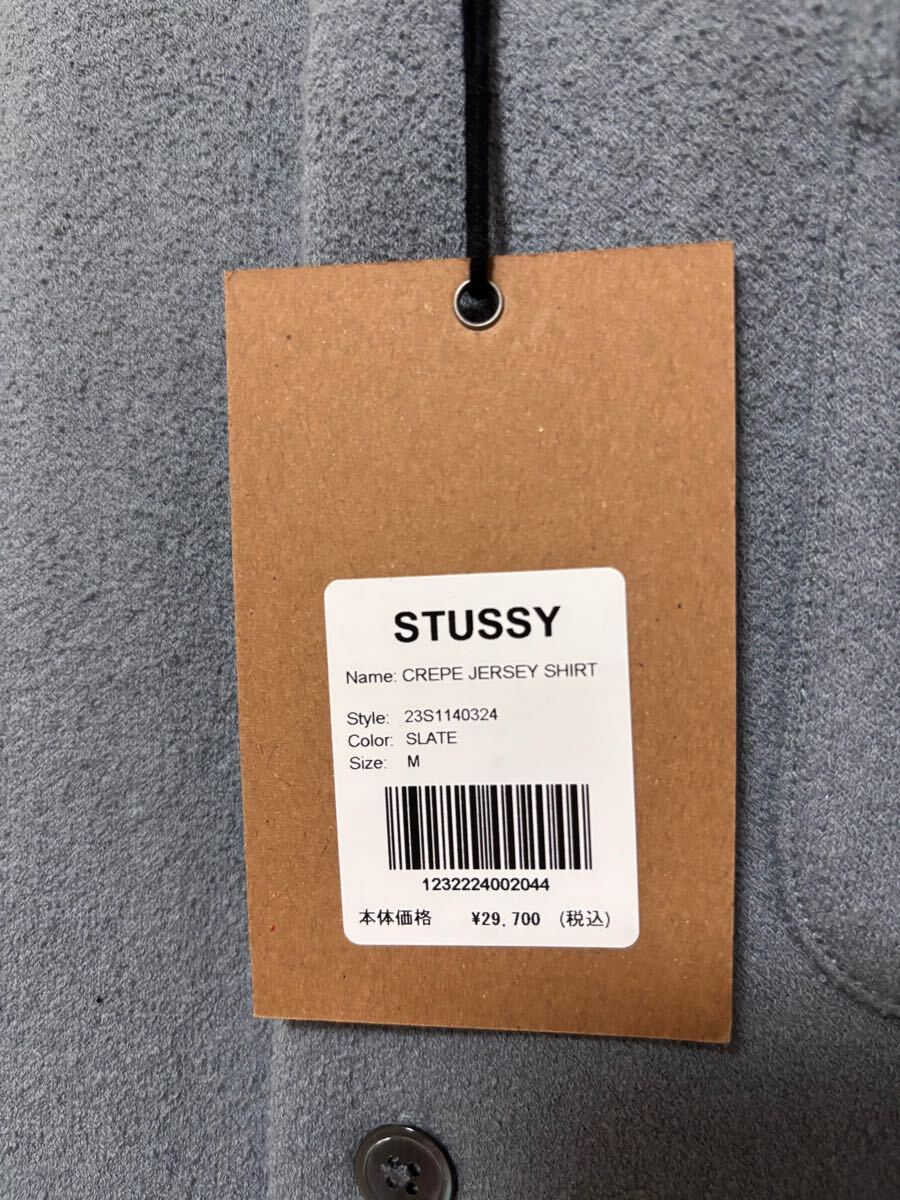 STUSSY
Name: CREPE JERSEY SHIRT
Style: 23S1140324
Color: SLATE
Size: M
1232224002044
本体価格 ¥29,700 (税込)